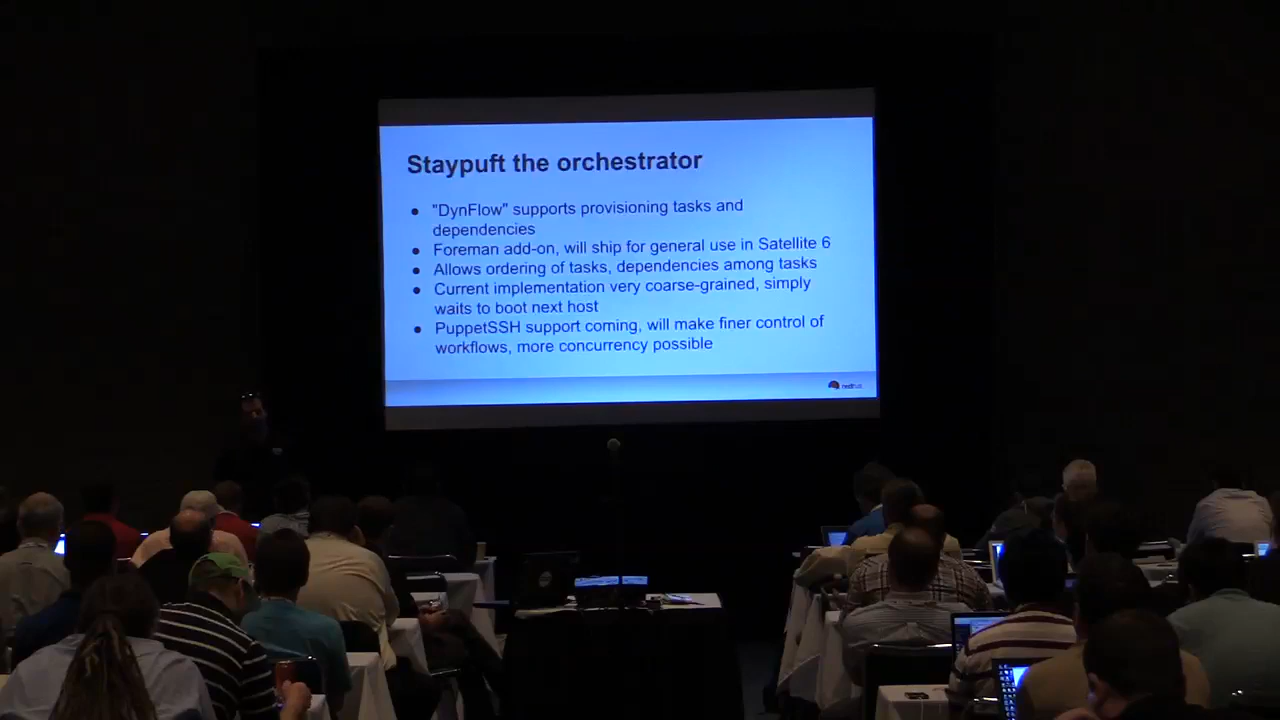 Staypuft the orchestrator
● "DynFlow" supports provisioning tasks and
dependencies
● Foreman add-on, will ship for general use in Satellite 6
● Allows ordering of tasks, dependencies among tasks
● Current implementation very coarse-grained, simply
waits to boot next host
● PuppetSSH support coming, will make finer control of
workflows, more concurrency possible
redhat